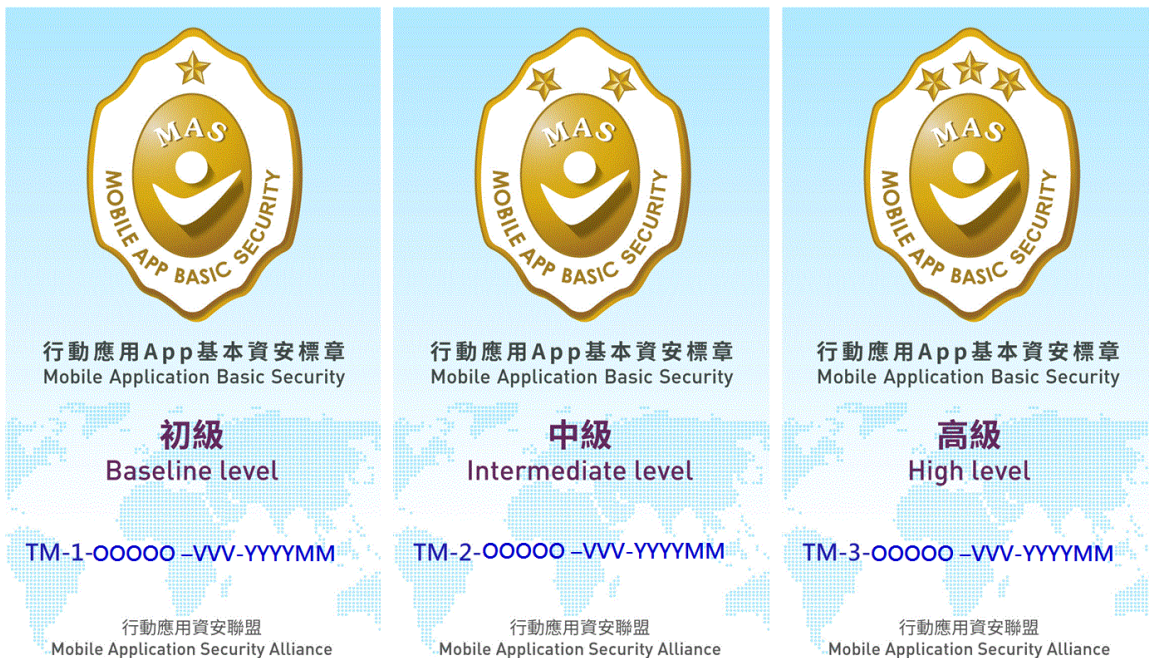 MAS
MOBILE APP BASIC SECURITY
行動應用App基本資安標章
Mobile Application Basic Security
初級
Baseline level
TM-1-OOOOO –VVV-YYYYMM
行動應用資安聯盟
Mobile Application Security Alliance
MAS
MOBILE APP BASIC SECURITY
行動應用App基本資安標章
Mobile Application Basic Security
中級
Intermediate level
TM-2-OOOOO –VVV-YYYYMM
行動應用資安聯盟
Mobile Application Security Alliance
MAS
MOBILE APP BASIC SECURITY
行動應用App基本資安標章
Mobile Application Basic Security
高級
High level
TM-3-OOOOO –VVV-YYYYMM
行動應用資安聯盟
Mobile Application Security Alliance